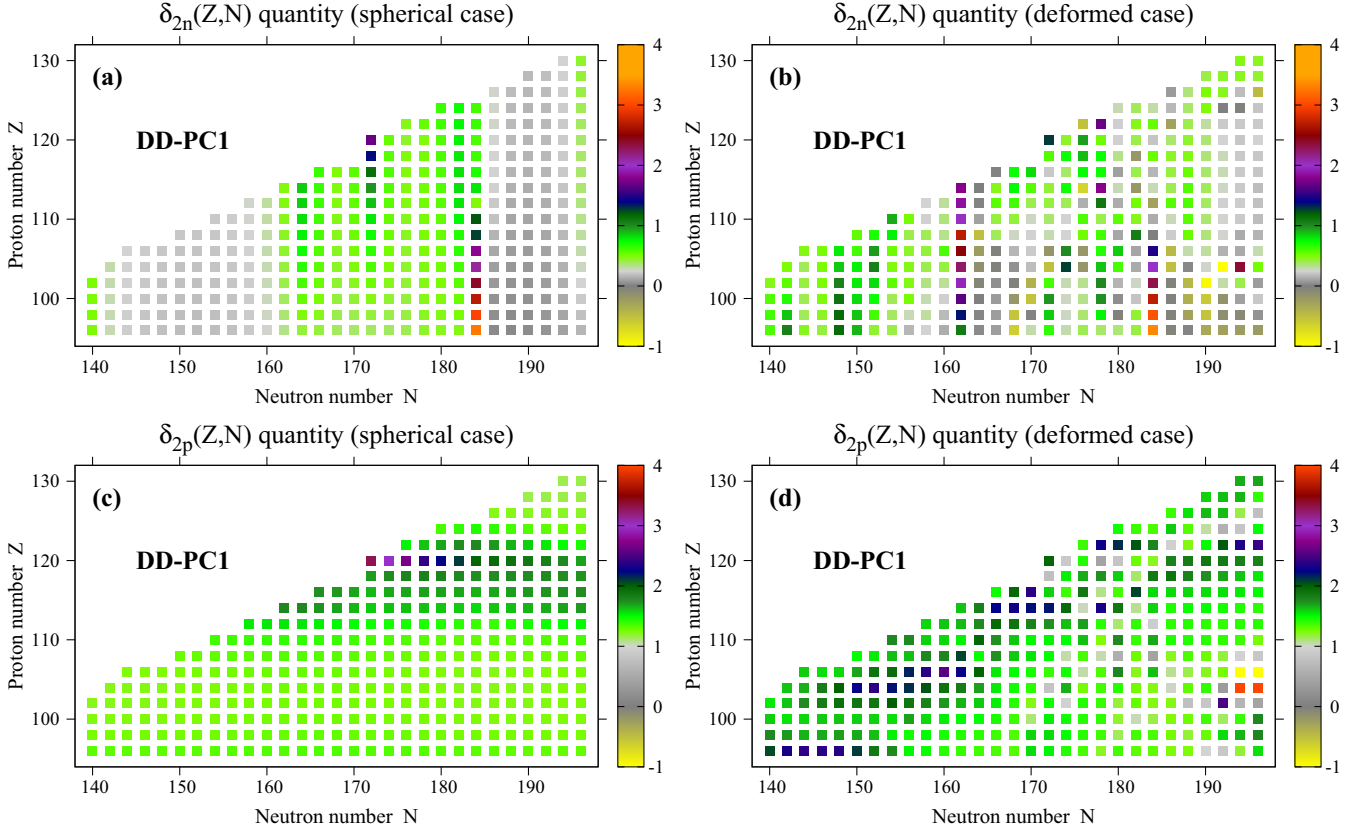 δ2n(Z,N) quantity (spherical case)
(a)
DD-PC1
Proton number Z
130
120
110
100
140 150 160 170 180 190
Neutron number N
4
3
2
1
0
-1
δ2n(Z,N) quantity (deformed case)
(b)
DD-PC1
Proton number Z
130
120
110
100
140 150 160 170 180 190
Neutron number N
4
3
2
1
0
-1
δ2p(Z,N) quantity (spherical case)
(c)
DD-PC1
Proton number Z
130
120
110
100
140 150 160 170 180 190
Neutron number N
4
3
2
1
0
-1
δ2p(Z,N) quantity (deformed case)
(d)
DD-PC1
Proton number Z
130
120
110
100
140 150 160 170 180 190
Neutron number N
4
3
2
1
0
-1